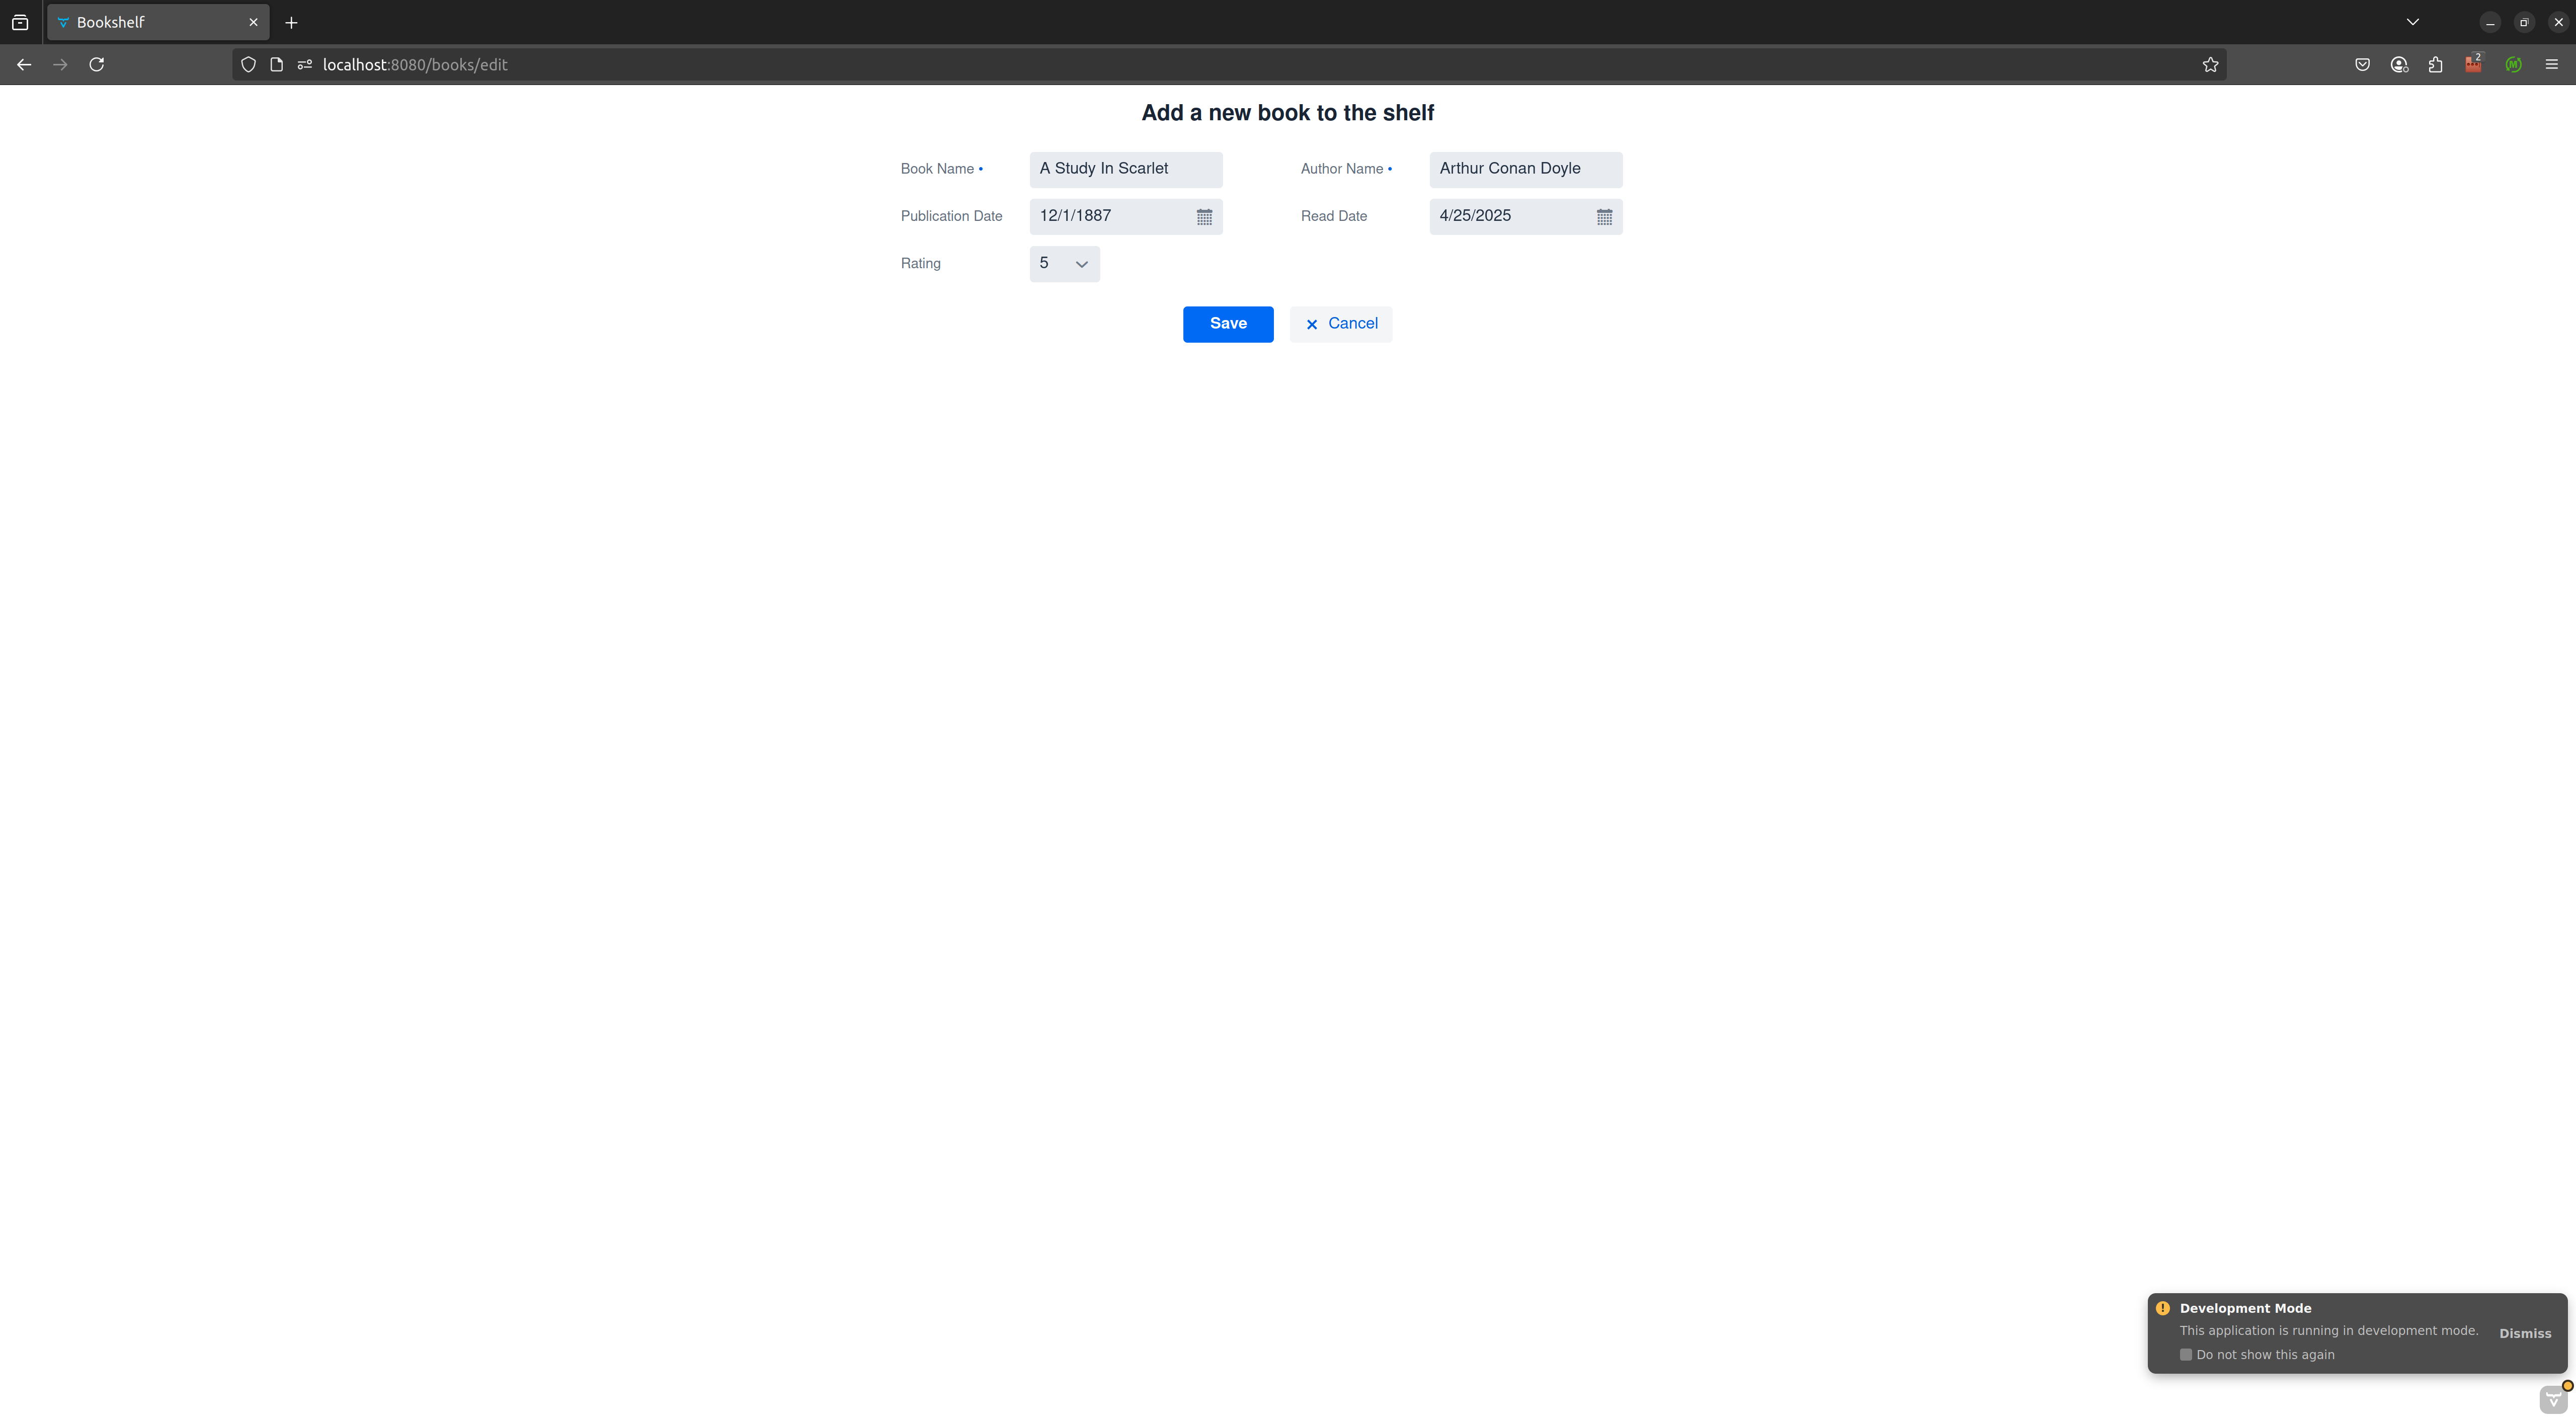 Bookshelf
localhost:8080/books/edit
2
Add a new book to the shelf
Book Name • A Study In Scarlet Author Name • Arthur Conan Doyle
Publication Date 12/1/1887 Read Date 4/25/2025
Rating 5
Save Cancel
Development Mode
This application is running in development mode.
Dismiss
Do not show this again